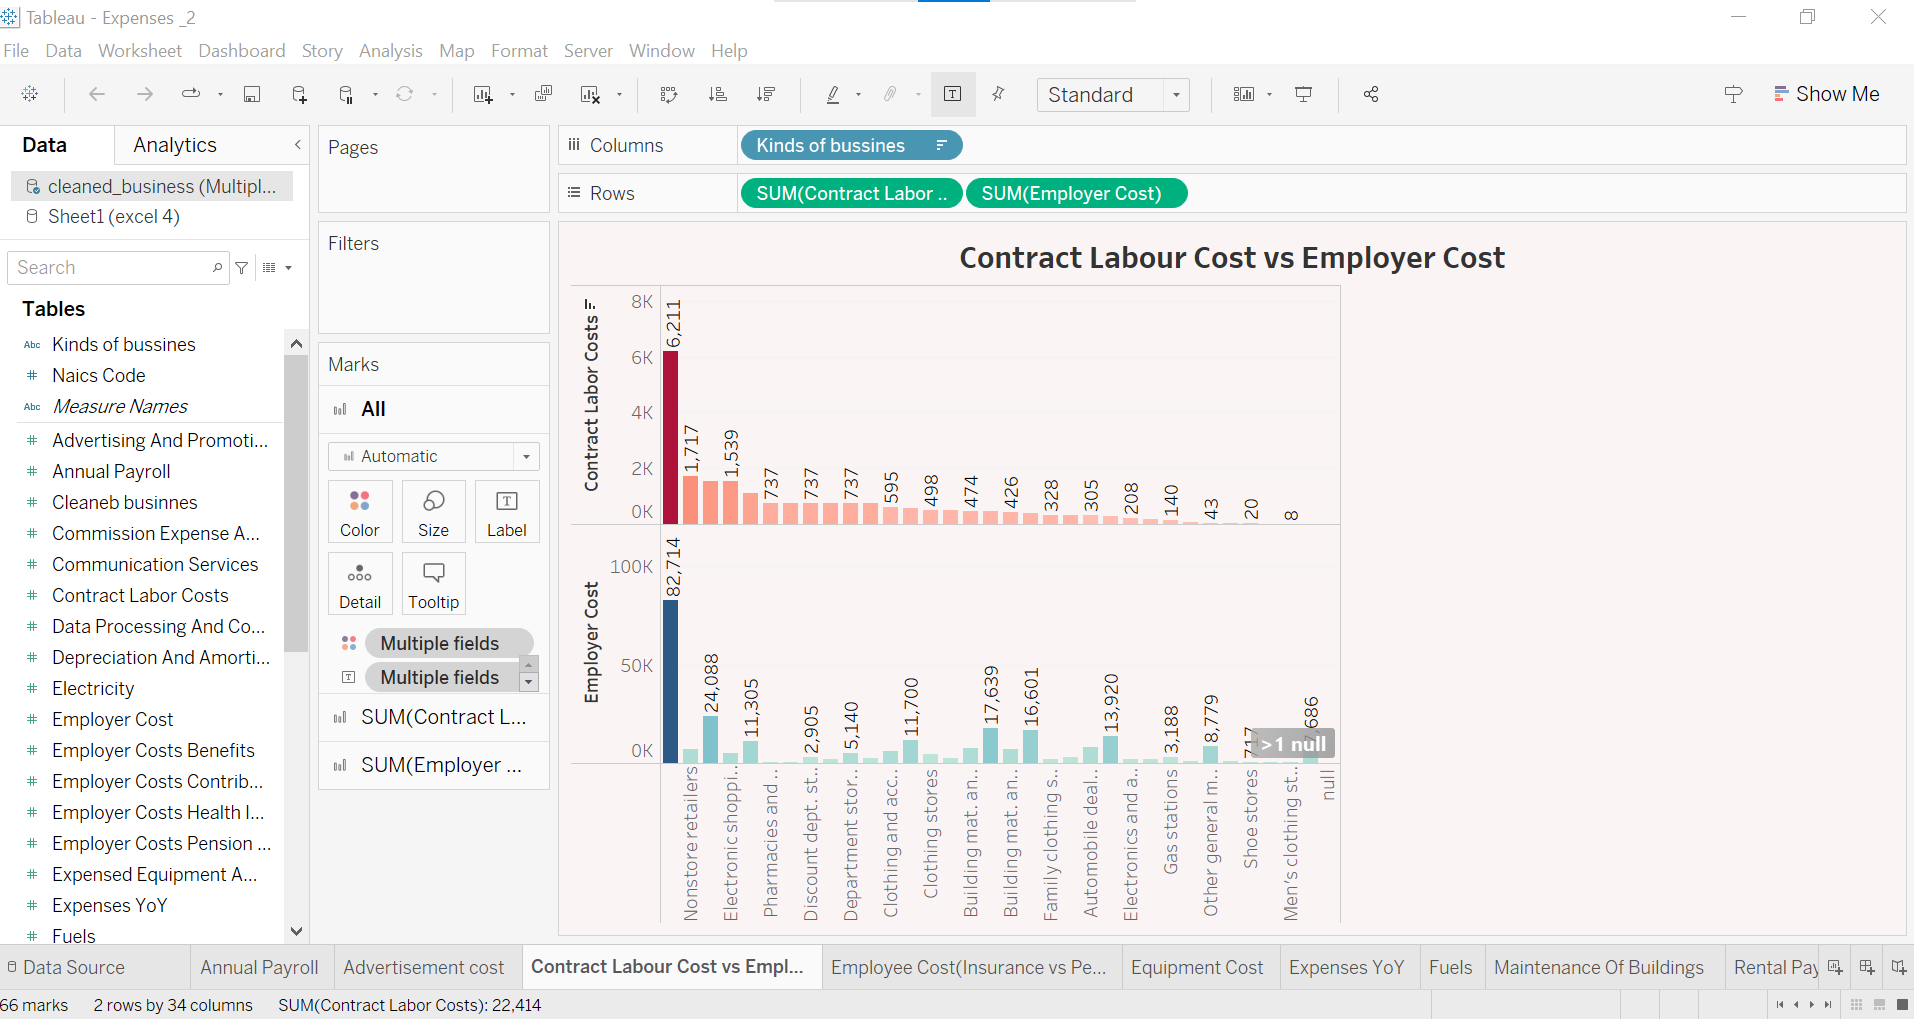 Tableau - Expenses _2
File Data Worksheet Dashboard Story Analysis Map Format Server Window Help
Standard
Show Me
Data Analytics
cleaned_business (Multipl...
Sheet1 (excel 4)
Search
Tables
Abc Kinds of bussines
# Naics Code
Abc Measure Names
# Advertising And Promoti...
# Annual Payroll
# Cleaneb businnes
# Commission Expense A...
# Communication Services
# Contract Labor Costs
# Data Processing And Co...
# Depreciation And Amorti...
# Electricity
# Employer Cost
# Employer Costs Benefits
# Employer Costs Contrib...
# Employer Costs Health I...
# Employer Costs Pension ...
# Expensed Equipment A...
# Expenses YoY
# Fuels
Pages
Filters
Marks
All
Automatic
Color Size Label
Detail Tooltip
Multiple fields
Multiple fields
SUM(Contract L...
SUM(Employer ...
Columns Kinds of bussines
Rows SUM(Contract Labor .. SUM(Employer Cost)
Contract Labour Cost vs Employer Cost
Contract Labor Costs
8K
6K
4K
2K
0K
6,211
1,717
1,539
737
737
737
595
498
474
426
328
305
208
140
43
20
8
Employer Cost
100K
50K
0K
82,714
24,088
11,305
2,905
5,140
11,700
17,639
16,601
13,920
3,188
8,779
717
>1 null
Nonstore retailers
Electronic shoppi..
Pharmacies and ..
Discount dept. st..
Department stor..
Clothing and acc..
Clothing stores
Building mat. an..
Building mat. an..
Family clothing s..
Automobile deal..
Electronics and a..
Gas stations
Other general m..
Shoe stores
Men's clothing st..
null
Data Source Annual Payroll Advertisement cost Contract Labour Cost vs Empl... Employee Cost(Insurance vs Pe... Equipment Cost Expenses YoY Fuels Maintenance Of Buildings Rental Pay
66 marks 2 rows by 34 columns SUM(Contract Labor Costs): 22,414